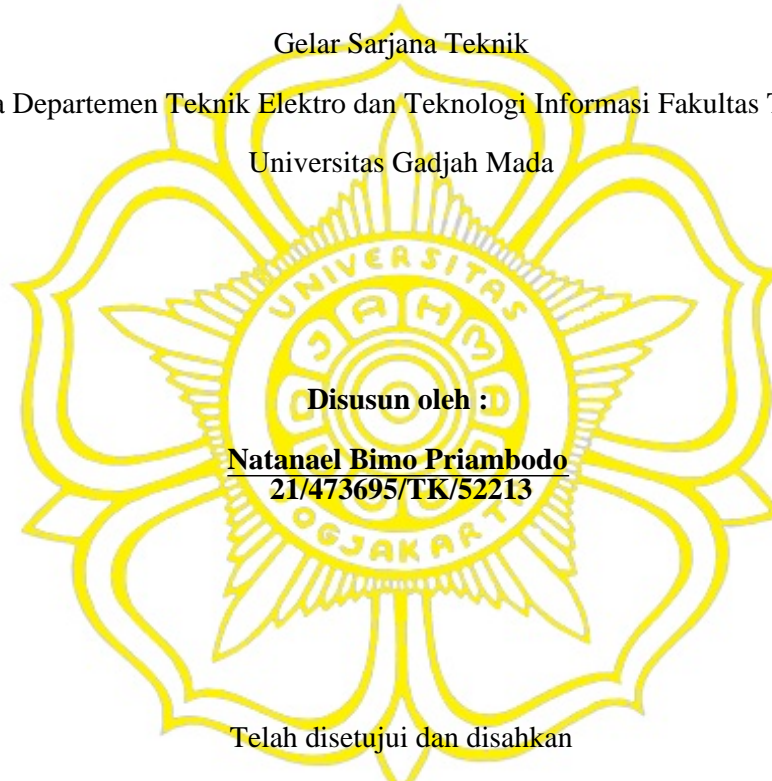 Gelar Sarjana Teknik
a Departemen Teknik Elektro dan Teknologi Informasi Fakultas
Universitas Gadjah Mada
UNIVERSITAS
Disusun oleh :
Natanael Bimo Priambodo
21/473695/TK/52213
Telah disetujui dan disahkan